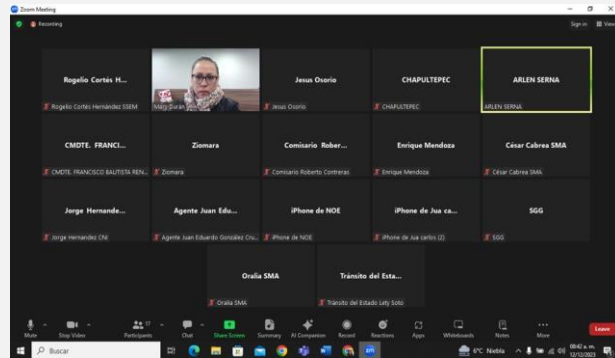 Zoom Meeting
Recording
Sign in
View
Rogelio Cortés H...
Rogelio Cortés Hernández SSEM
Jesus Osorio
Jesus Osorio
CHAPULTEPEC
CHAPULTEPEC
ARLEN SERNA
ARLEN SERNA
CMDTE. FRANCI...
CMDTE. FRANCISCO BAUTISTA REN...
Ziomara
Ziomara
Comisario Rober...
Comisario Roberto Contreras
Enrique Mendoza
Enrique Mendoza
César Cabrea SMA
César Cabrea SMA
Jorge Hernande...
Jorge Hernandez CNI
Agente Juan Edu...
Agente Juan Eduardo González Cru...
iPhone de NOE
iPhone de NOE
iPhone de Jua ca...
iPhone de Jua carlos (2)
SGG
SGG
Oralia SMA
Oralia SMA
Tránsito del Esta...
Tránsito del Estado Lety Soto
Mute
Stop Video
Participants
17
Chat
Share Screen
Summary
AI Companion
Record
Reactions
Apps
Whiteboards
Notes
More
Leave
Buscar
6°C Niebla